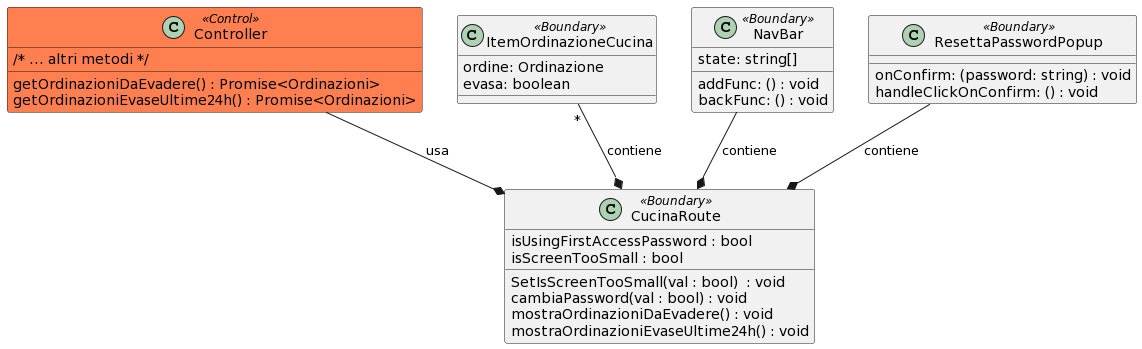 C
«Control»
Controller
/* ... altri metodi */
getOrdinazioniDaEvadere() : Promise<Ordinazioni>
getOrdinazioniEvaseUltime24h() : Promise<Ordinazioni>
C
«Boundary»
ItemOrdinazioneCucina
ordine: Ordinazione
evasa: boolean
C
«Boundary»
NavBar
state: string[]
addFunc: () : void
backFunc: () : void
C
«Boundary»
ResettaPasswordPopup
onConfirm: (password: string) : void
handleClickOnConfirm: () : void
usa
*
contiene
contiene
contiene
C
«Boundary»
CucinaRoute
isUsingFirstAccessPassword : bool
isScreenTooSmall : bool
SetIsScreenTooSmall(val : bool)  : void
cambiaPassword(val : bool) : void
mostraOrdinazioniDaEvadere() : void
mostraOrdinazioniEvaseUltime24h() : void